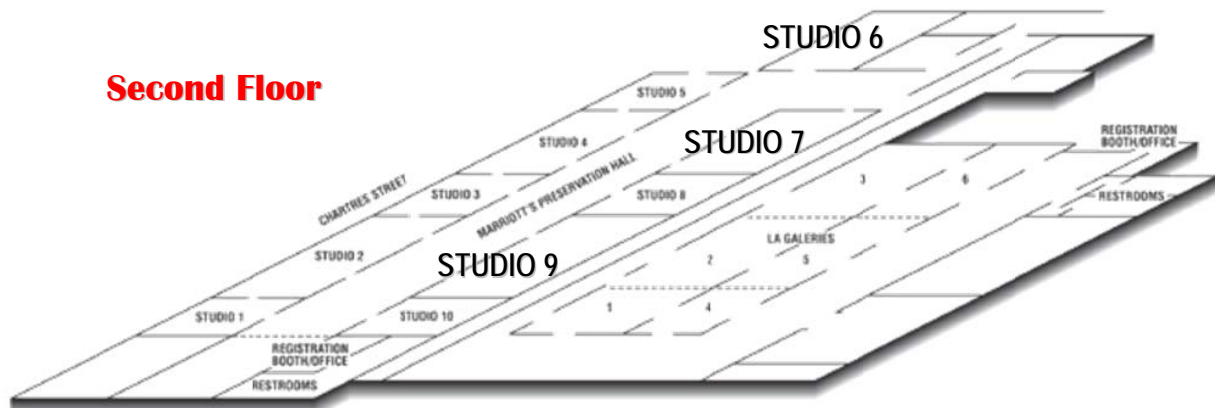 STUDIO 6
Second Floor
STUDIO 5
STUDIO 4
STUDIO 7
REGISTRATION
BOOTH/OFFICE
CHARTRES STREET
STUDIO 3
MARRIOTT'S PRESERVATION HALL
STUDIO 8
3
6
RESTROOMS
STUDIO 2
STUDIO 9
LA GALERIES
2
5
STUDIO 1
STUDIO 10
1
4
REGISTRATION
BOOTH/OFFICE
RESTROOMS